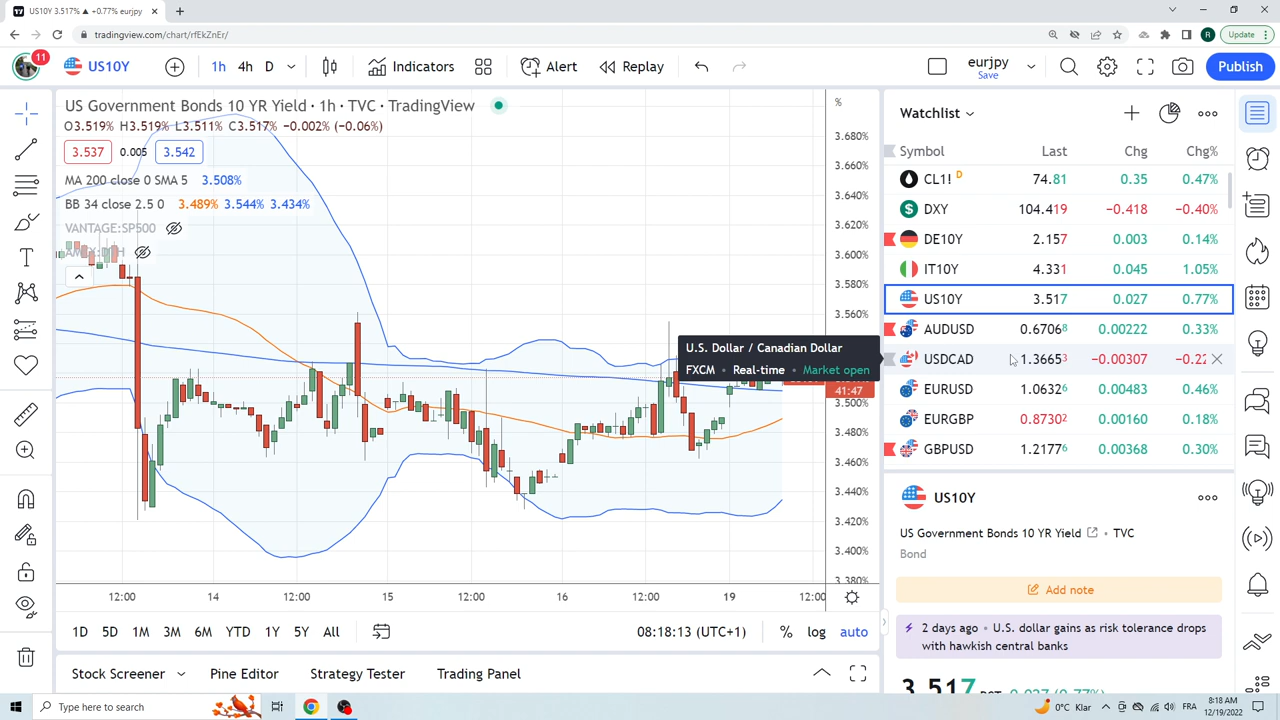 US10Y 3.517% ▲ +0.77% eurjpy
tradingview.com/chart/rfEkZnEr/
R
Update
11
US10Y
1h 4h D
Indicators
Alert
Replay
eurjpy
Save
Publish
US Government Bonds 10 YR Yield · 1h · TVC · TradingView
O3.519% H3.519% L3.511% C3.517% −0.002% (−0.06%)
3.537 0.005 3.542
MA 200 close 0 SMA 5 3.508%
BB 34 close 2.5 0 3.489% 3.544% 3.434%
VANTAGE:SP500
%
3.680%
3.660%
3.640%
3.620%
3.600%
3.580%
3.560%
41:47
3.500%
3.480%
3.460%
3.440%
3.420%
3.400%
3.380%
U.S. Dollar / Canadian Dollar
FXCM • Real-time • Market open
12:00 14 12:00 15 12:00 16 12:00 19 12:00
1D 5D 1M 3M 6M YTD 1Y 5Y All
08:18:13 (UTC+1) % log auto
Stock Screener Pine Editor Strategy Tester Trading Panel
Watchlist
Symbol Last Chg Chg%
CL1! D 74.81 0.35 0.47%
DXY 104.419 −0.418 −0.40%
DE10Y 2.157 0.003 0.14%
IT10Y 4.331 0.045 1.05%
US10Y 3.517 0.027 0.77%
AUDUSD 0.67068 0.00222 0.33%
USDCAD 1.36653 −0.00307 −0.22
EURUSD 1.06326 0.00483 0.46%
EURGBP 0.87302 0.00160 0.18%
GBPUSD 1.21776 0.00368 0.30%
US10Y
US Government Bonds 10 YR Yield • TVC
Bond
Add note
2 days ago • U.S. dollar gains as risk tolerance drops
with hawkish central banks
3.517
Type here to search
0°C Klar
FRA
8:18 AM
12/19/2022